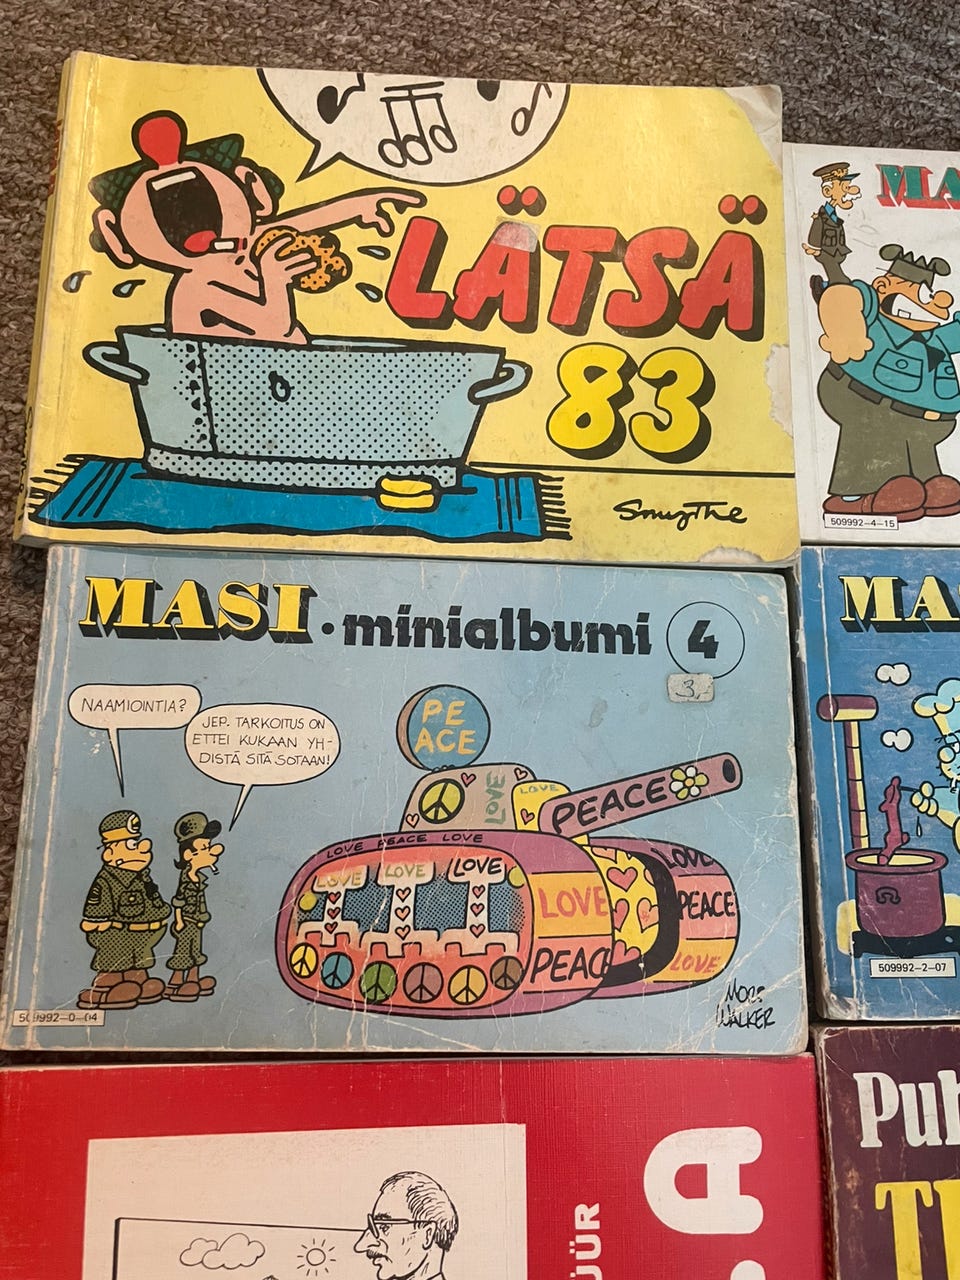 LÄTSÄ
83
Smythe
MA
509992-4-15
MASI • minialbumi 4
3,-
NAAMIOINTIA?
JEP. TARKOITUS ON
ETTEI KUKAAN YH-
DISTÄ SITÄ SOTAAN!
PE
ACE
LOVE
LOVE
PEACE
LOVE PEACE LOVE
LOVE LOVE LOVE
LOVE
PEACE
LOVE
PEACE
LOVE
MORT
WALKER
509992-0-04
MA
509992-2-07
A
ÜÜR
Puh